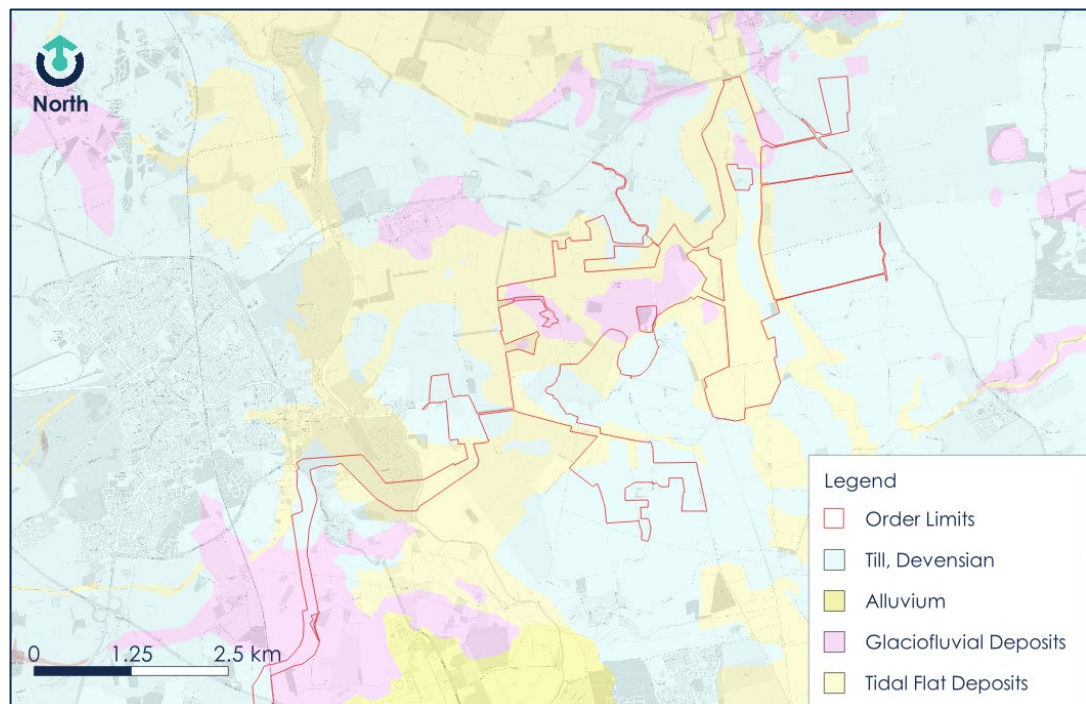 North
0 1.25 2.5 km
Legend
Order Limits
Till, Devensian
Alluvium
Glaciofluvial Deposits
Tidal Flat Deposits